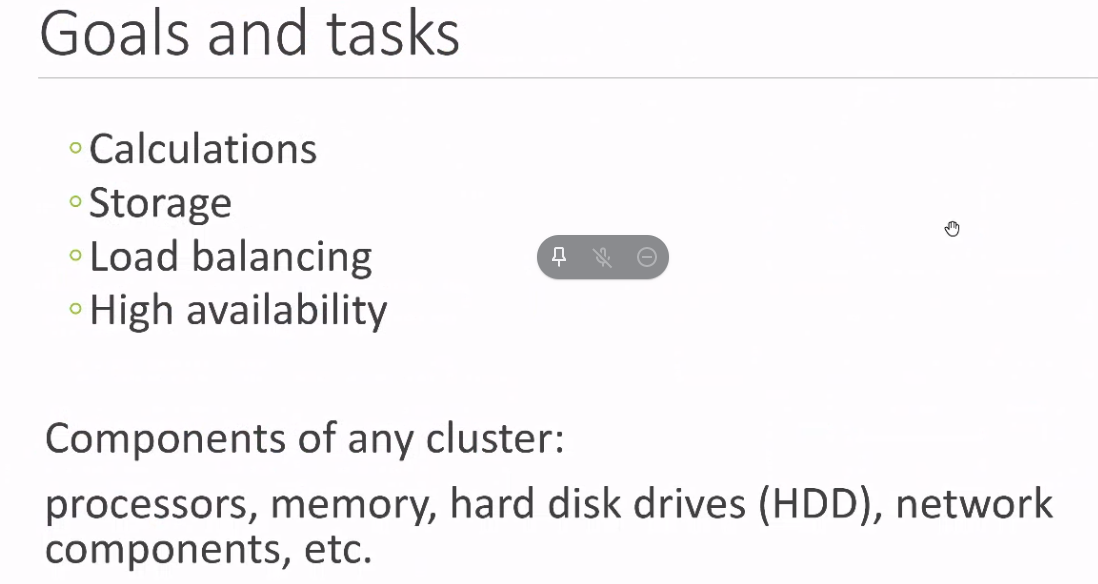 Goals and tasks
Calculations
Storage
Load balancing
High availability
Components of any cluster:
processors, memory, hard disk drives (HDD), network
components, etc.